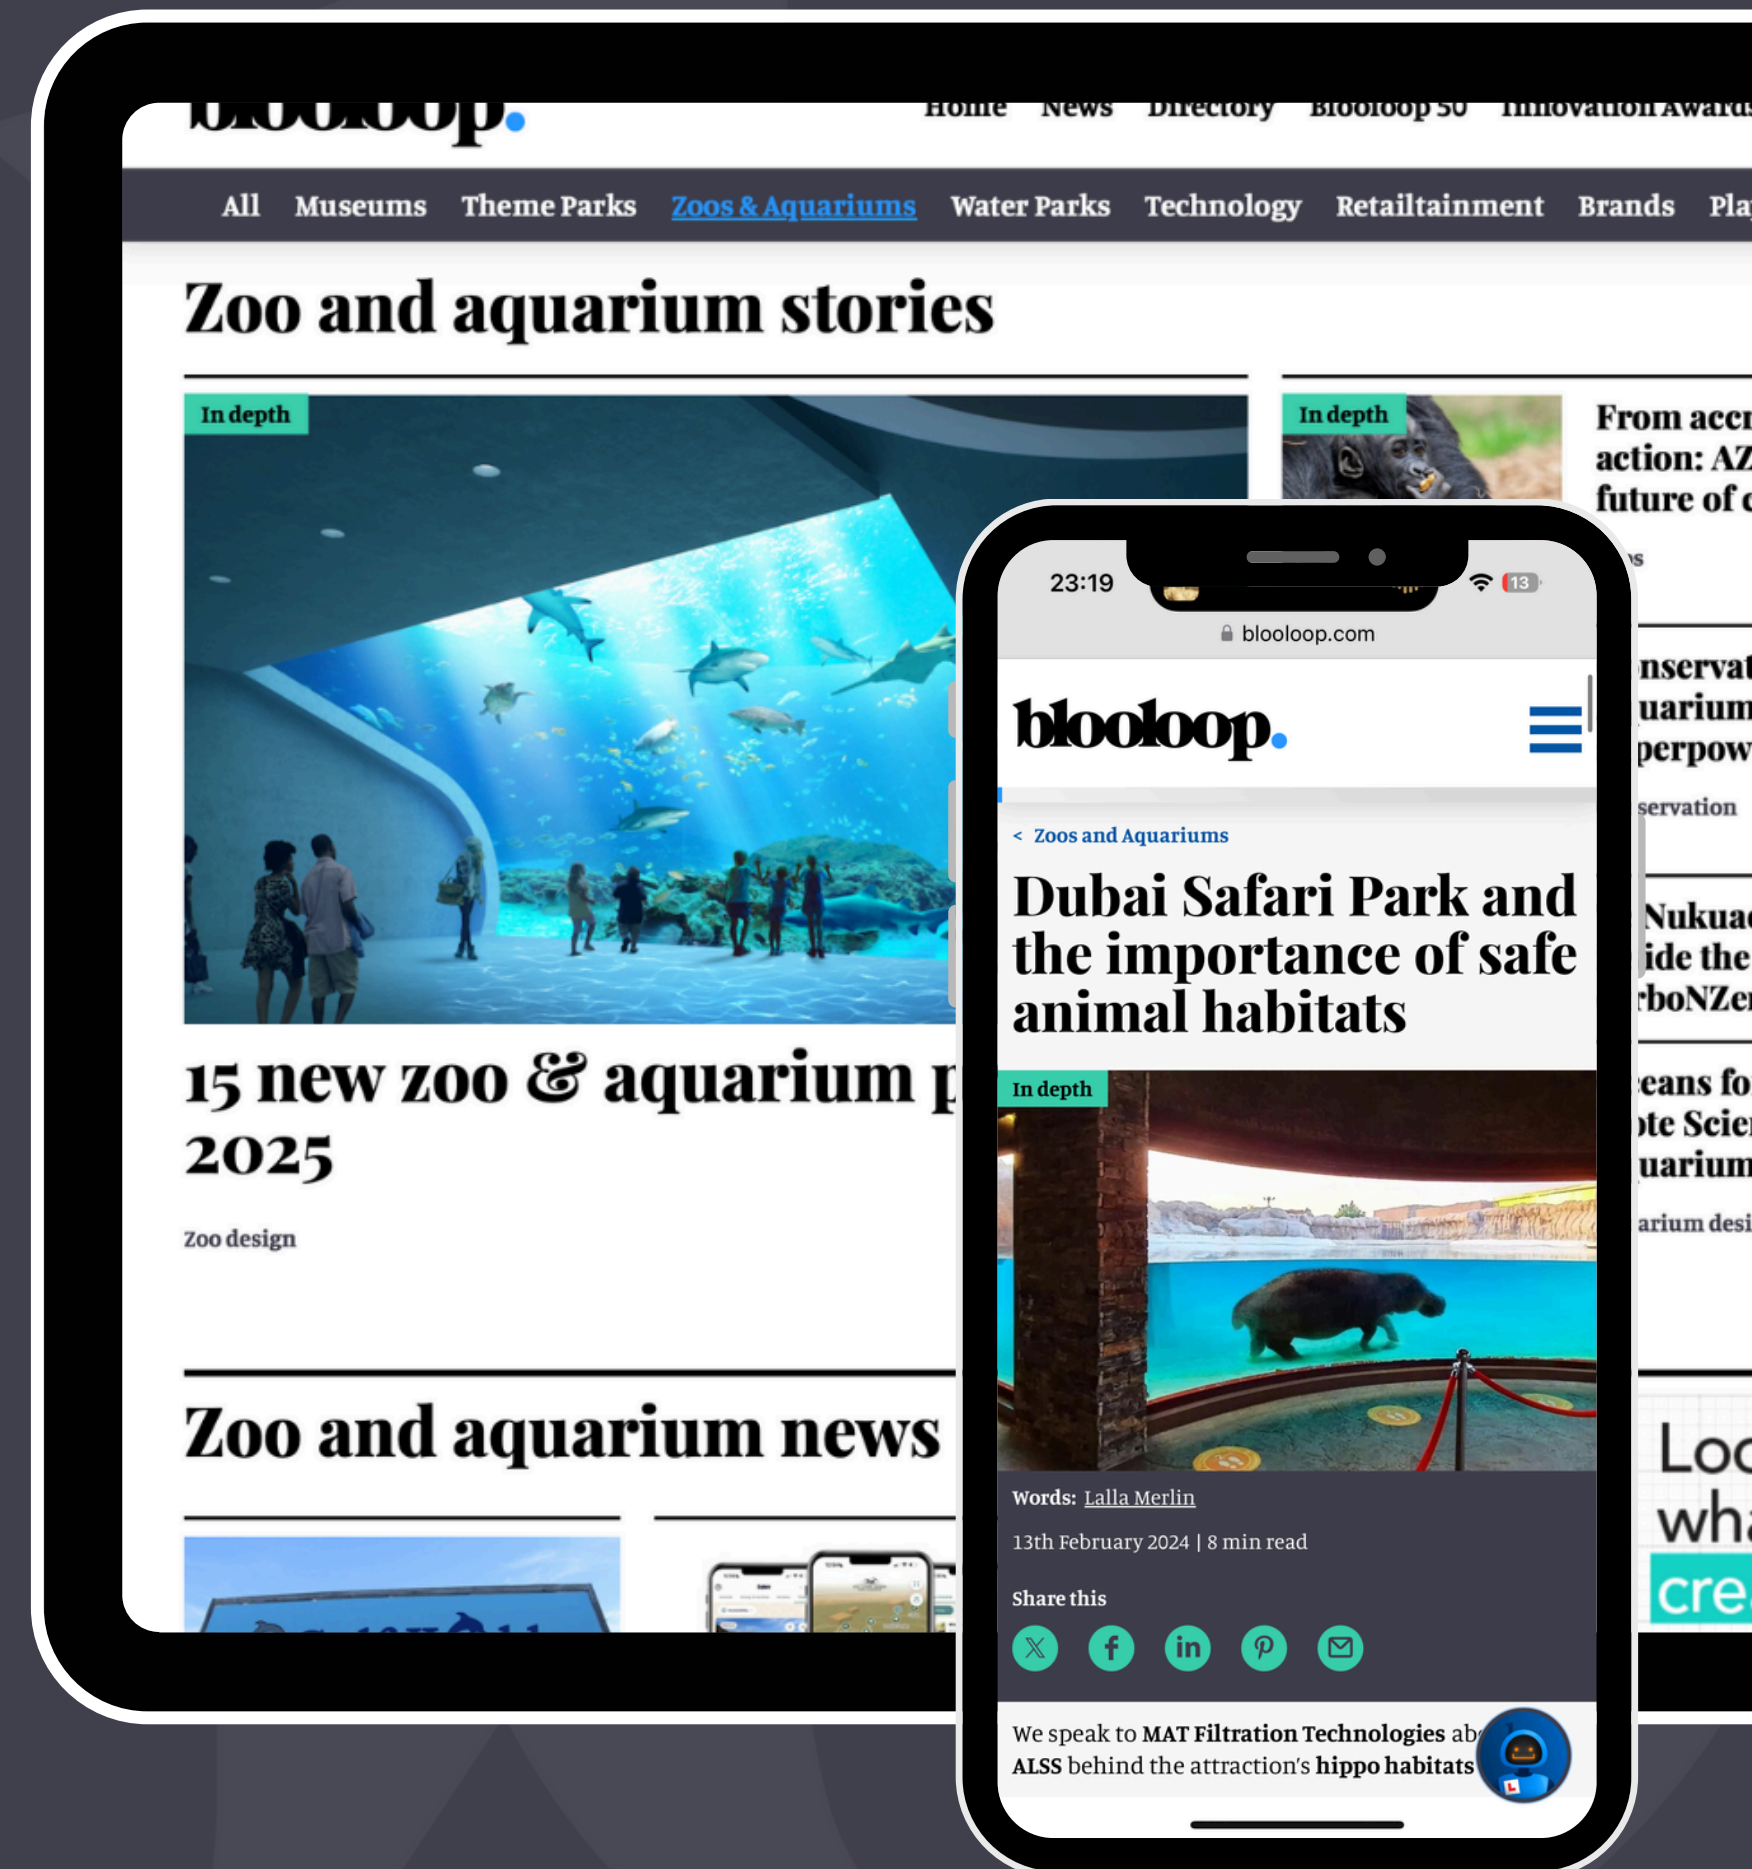 blooloop.
Home News Directory Blooloop 50 Innovation Awards
All Museums Theme Parks Zoos & Aquariums Water Parks Technology Retailtainment Brands
Zoo and aquarium stories
In depth
15 new zoo & aquarium
2025
Zoo design
In depth
From
action:
future of
servation
Zoo and aquarium news
23:19
13
blooloop.com
blooloop.
< Zoos and Aquariums
Dubai Safari Park and
the importance of safe
animal habitats
In depth
Words: Lalla Merlin
13th February 2024 | 8 min read
Share this
We speak to MAT Filtration Technologies
ALSS behind the attraction's hippo habitats